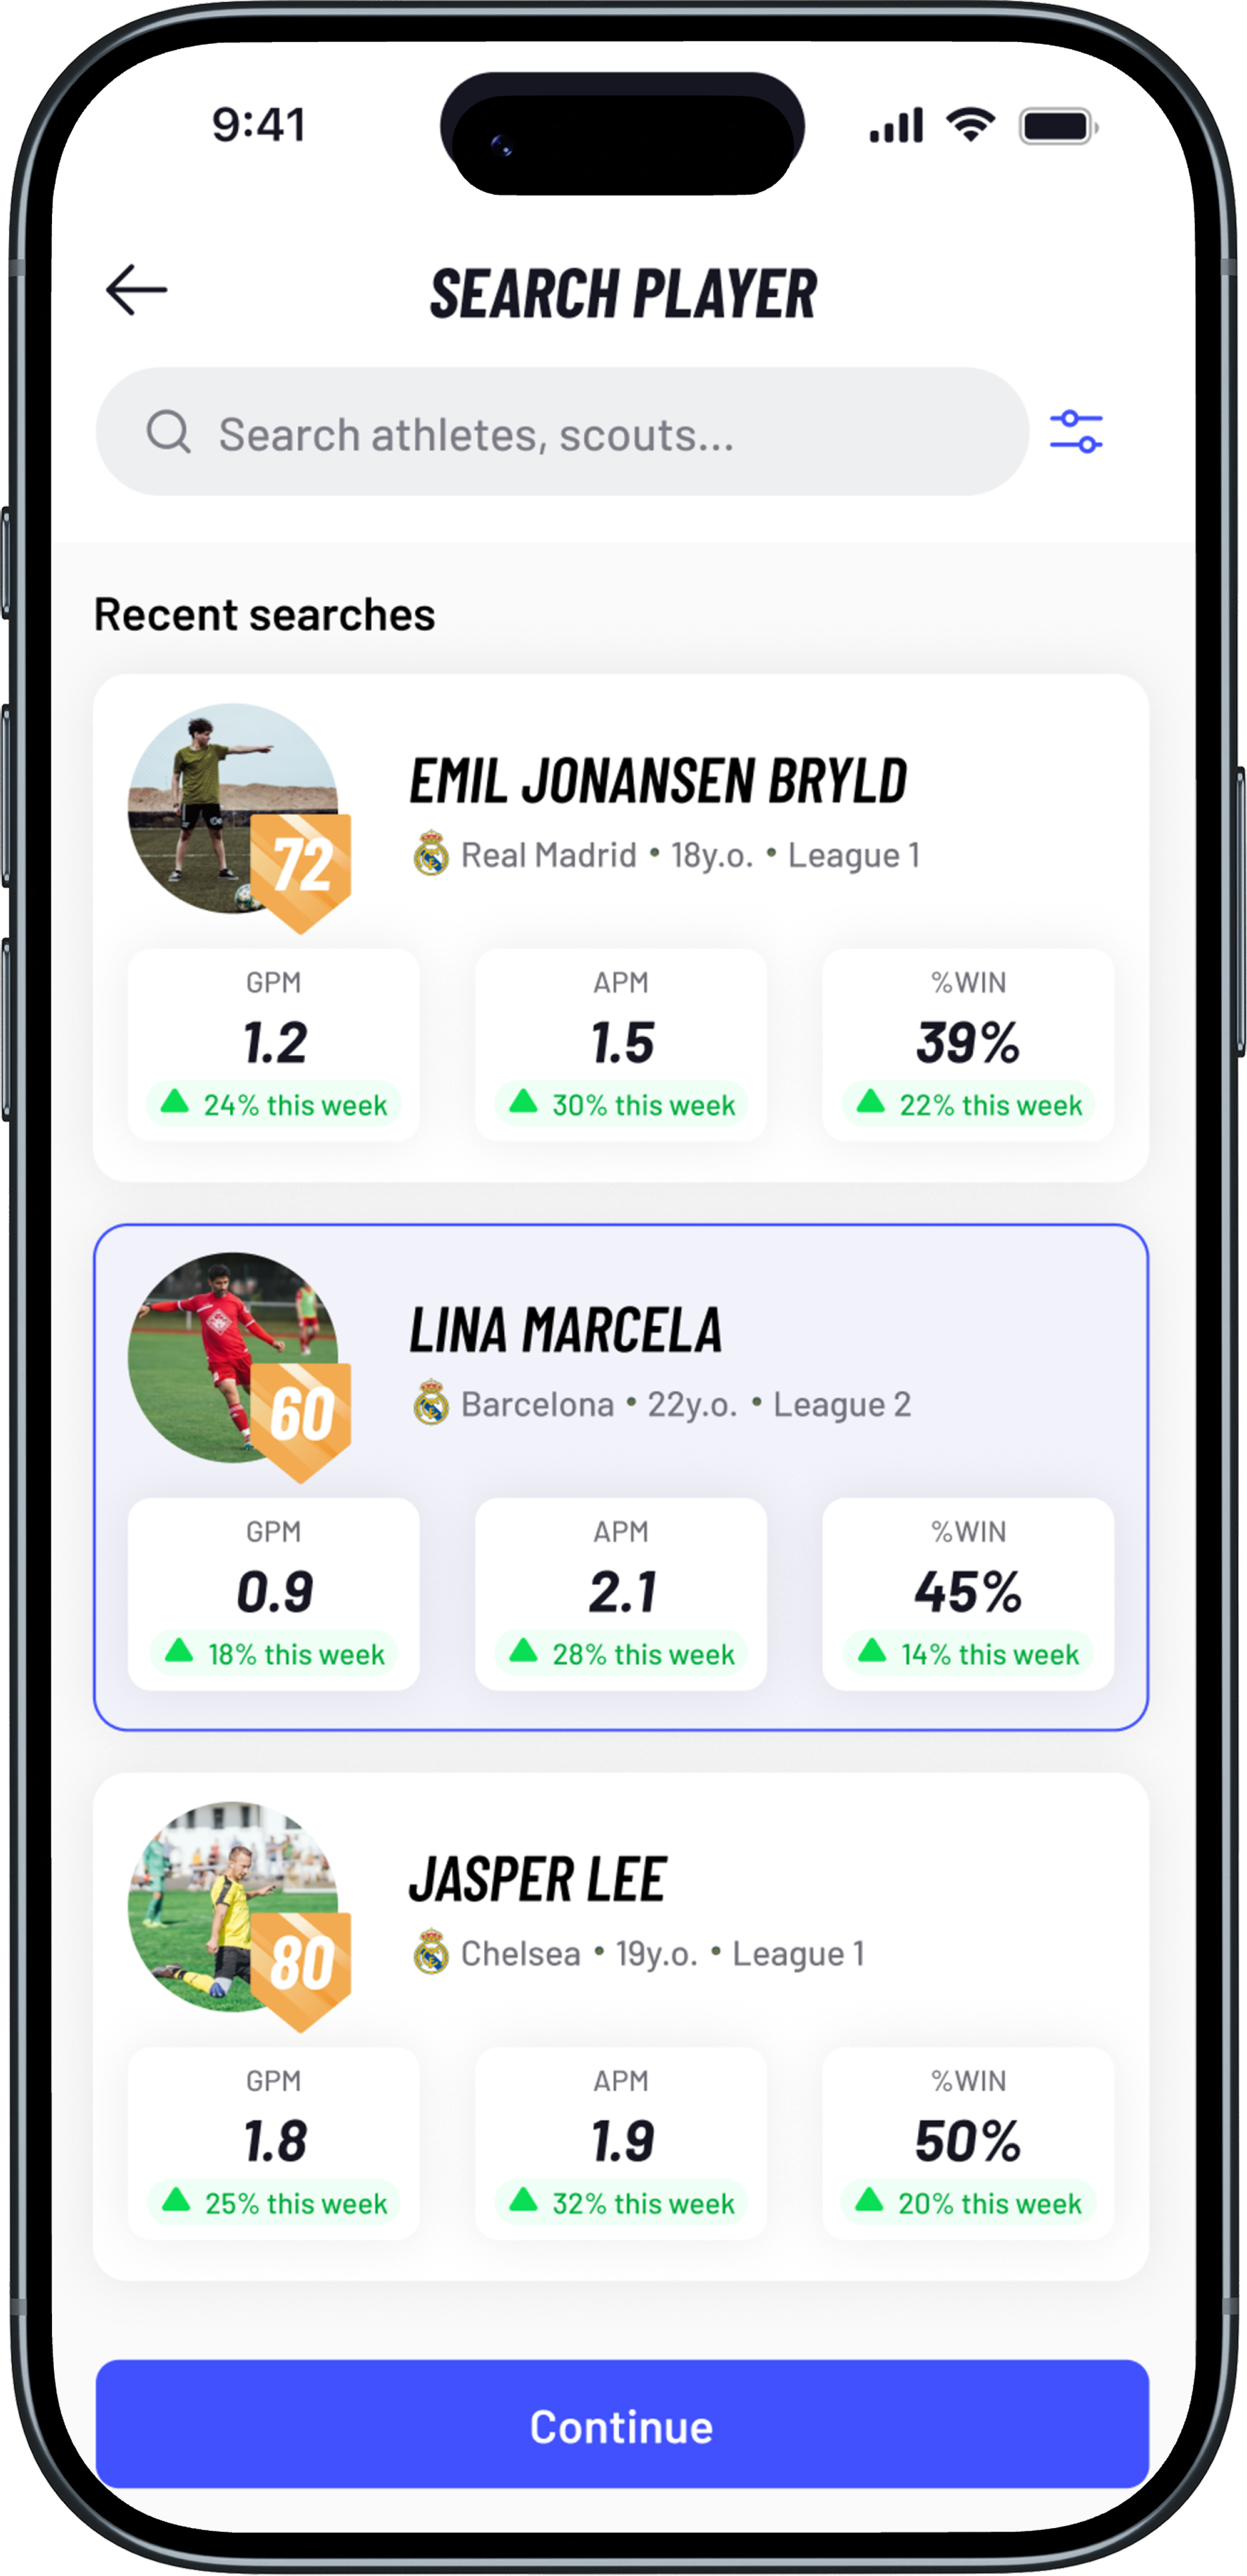 9:41
SEARCH PLAYER
Search athletes, scouts...
Recent searches
EMIL JONANSEN BRYLD
Real Madrid • 18y.o. • League 1
72
GPM APM %WIN
1.2 1.5 39%
24% this week 30% this week 22% this week
LINA MARCELA
Barcelona • 22y.o. • League 2
60
GPM APM %WIN
0.9 2.1 45%
18% this week 28% this week 14% this week
JASPER LEE
Chelsea • 19y.o. • League 1
80
GPM APM %WIN
1.8 1.9 50%
25% this week 32% this week 20% this week
Continue